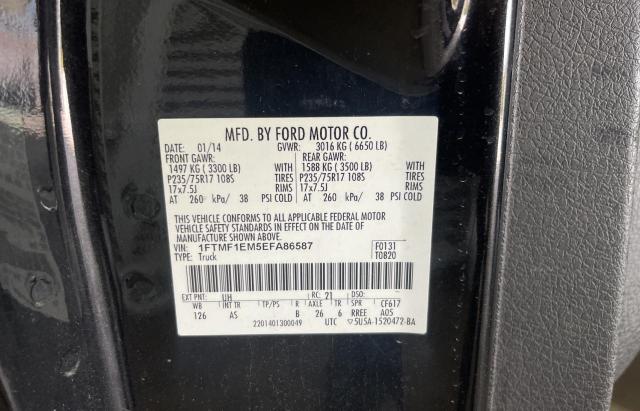 MFD. BY FORD MOTOR CO.
DATE: 01/14 GVWR: 3016 KG ( 6650 LB)
FRONT GAWR: REAR GAWR:
1497 KG ( 3300 LB) WITH 1588 KG ( 3500 LB) WITH
P235/75R17 108S TIRES P235/75R17 108S TIRES
17x7.5J RIMS 17x7.5J RIMS
AT 260 kPa/ 38 PSI COLD AT 260 kPa/ 38 PSI COLD
THIS VEHICLE CONFORMS TO ALL APPLICABLE FEDERAL MOTOR
VEHICLE SAFETY STANDARDS IN EFFECT ON THE DATE OF
MANUFACTURE SHOWN ABOVE.
VIN: 1FTMF1EM5EFA86587 F0131
TYPE: Truck T0820
EXT PNT: UH RC: 21 DSO:
WB INT TR TP/PS R AXLE TR SPR CF617
126 AS B 26 6 RREE A05
2201401300049 UTC 5U5A-1520472-BA